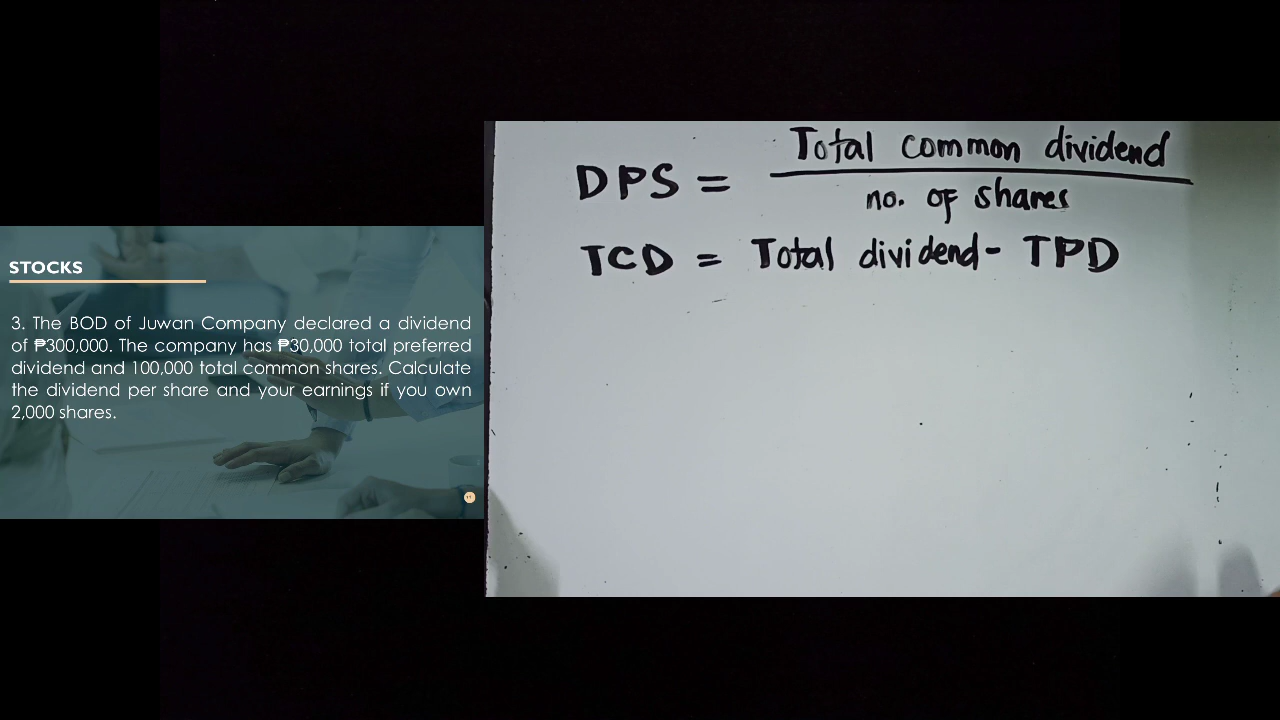 STOCKS
3. The BOD of Juwan Company declared a dividend
of ₱300,000. The company has ₱30,000 total preferred
dividend and 100,000 total common shares. Calculate
the dividend per share and your earnings if you own
2,000 shares.
DPS = Total common dividend
no. of shares
TCD = Total dividend - TPD